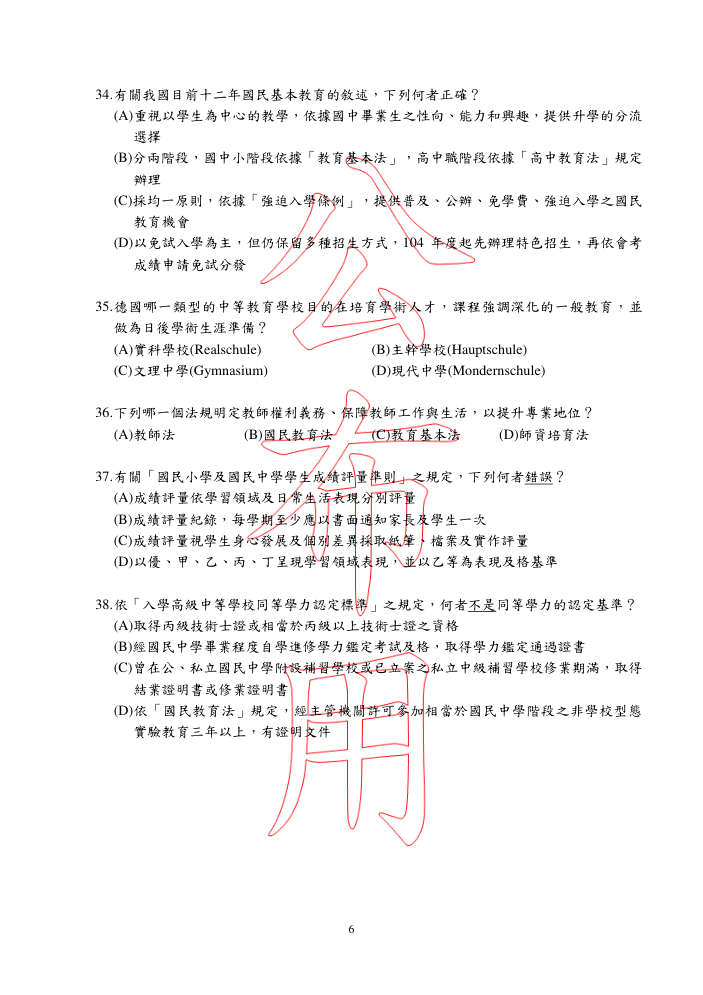 34.有關我國目前十二年國民基本教育的敘述，下列何者正確？
(A)重視以學生為中心的教學，依據國中畢業生之性向、能力和興趣，提供升學的分流
選擇
(B)分兩階段，國中小階段依據「教育基本法」，高中職階段依據「高中教育法」規定
辦理
(C)採均一原則，依據「強迫入學條例」，提供普及、公辦、免學費、強迫入學之國民
教育機會
(D)以免試入學為主，但仍保留多種招生方式，104 年度起先辦理特色招生，再依會考
成績申請免試分發
35.德國哪一類型的中等教育學校目的在培育學術人才，課程強調深化的一般教育，並
做為日後學術生涯準備？
(A)實科學校(Realschule) (B)主幹學校(Hauptschule)
(C)文理中學(Gymnasium) (D)現代中學(Mondernschule)
36.下列哪一個法規明定教師權利義務、保障教師工作與生活，以提升專業地位？
(A)教師法 (B)國民教育法 (C)教育基本法 (D)師資培育法
37.有關「國民小學及國民中學學生成績評量準則」之規定，下列何者錯誤？
(A)成績評量依學習領域及日常生活表現分別評量
(B)成績評量紀錄，每學期至少應以書面通知家長及學生一次
(C)成績評量視學生身心發展及個別差異採取紙筆、檔案及實作評量
(D)以優、甲、乙、丙、丁呈現學習領域表現，並以乙等為表現及格基準
38.依「入學高級中等學校同等學力認定標準」之規定，何者不是同等學力的認定基準？
(A)取得丙級技術士證或相當於丙級以上技術士證之資格
(B)經國民中學畢業程度自學進修學力鑑定考試及格，取得學力鑑定通過證書
(C)曾在公、私立國民中學附設補習學校或已立案之私立中級補習學校修業期滿，取得
結業證明書或修業證明書
(D)依「國民教育法」規定，經主管機關許可參加相當於國民中學階段之非學校型態
實驗教育三年以上，有證明文件
公布用
6